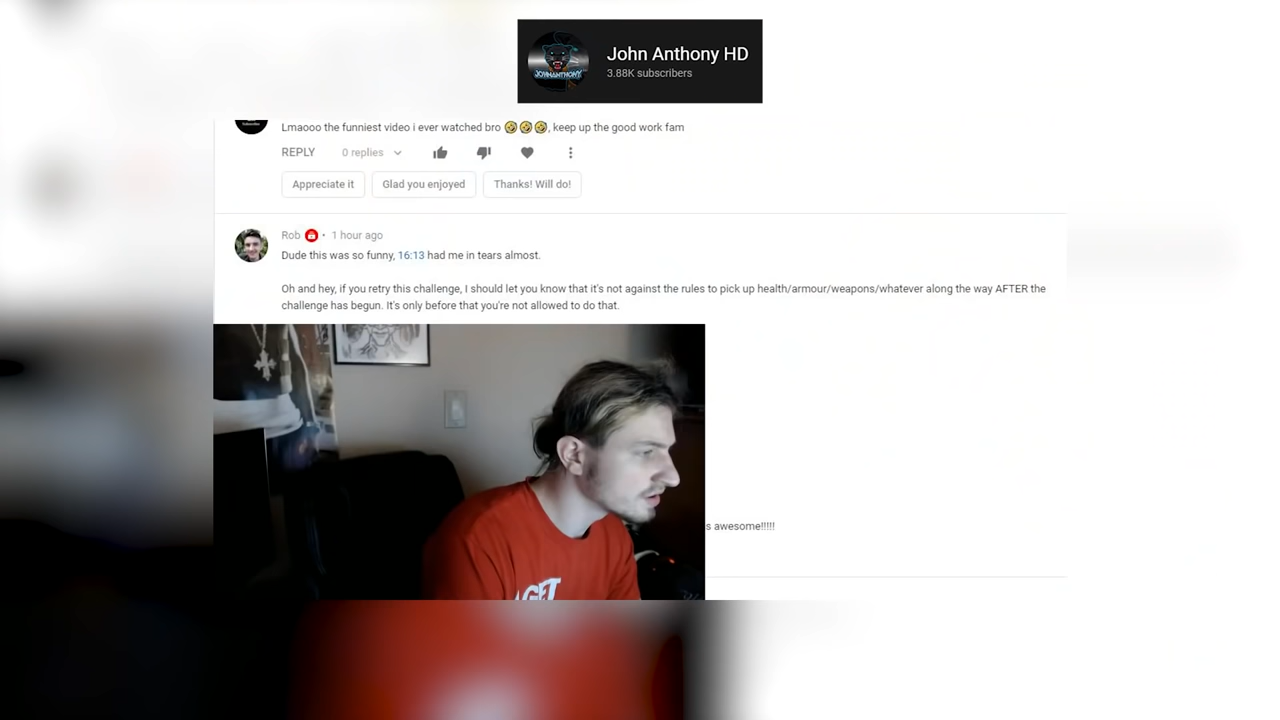 John Anthony HD
3.88K subscribers
JOHNANTHONY
Lmaooo the funniest video i ever watched bro 🤣🤣🤣, keep up the good work fam
REPLY 0 replies
Appreciate it Glad you enjoyed Thanks! Will do!
Rob • 1 hour ago
Dude this was so funny, 16:13 had me in tears almost.
Oh and hey, if you retry this challenge, I should let you know that it's not against the rules to pick up health/armour/weapons/whatever along the way AFTER the
challenge has begun. It's only before that you're not allowed to do that.
s awesome!!!!!